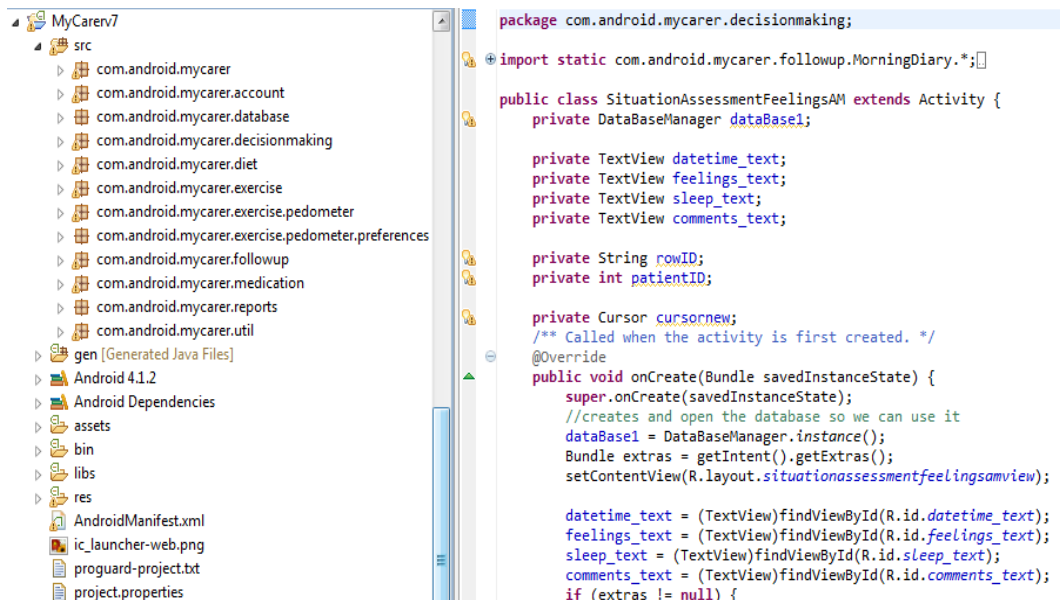 MyCarerv7
src
com.android.mycarer
com.android.mycarer.account
com.android.mycarer.database
com.android.mycarer.decisionmaking
com.android.mycarer.diet
com.android.mycarer.exercise
com.android.mycarer.exercise.pedometer
com.android.mycarer.exercise.pedometer.preferences
com.android.mycarer.followup
com.android.mycarer.medication
com.android.mycarer.reports
com.android.mycarer.util
gen [Generated Java Files]
Android 4.1.2
Android Dependencies
assets
bin
libs
res
AndroidManifest.xml
ic_launcher-web.png
proguard-project.txt
project.properties
package com.android.mycarer.decisionmaking;
import static com.android.mycarer.followup.MorningDiary.*;
public class SituationAssessmentFeelingsAM extends Activity {
private DataBaseManager dataBase1;
private TextView datetime_text;
private TextView feelings_text;
private TextView sleep_text;
private TextView comments_text;
private String rowID;
private int patientID;
private Cursor cursornew;
/** Called when the activity is first created. */
@Override
public void onCreate(Bundle savedInstanceState) {
super.onCreate(savedInstanceState);
//creates and open the database so we can use it
dataBase1 = DataBaseManager.instance();
Bundle extras = getIntent().getExtras();
setContentView(R.layout.situationassessmentfeelingsamview);
datetime_text = (TextView)findViewById(R.id.datetime_text);
feelings_text = (TextView)findViewById(R.id.feelings_text);
sleep_text = (TextView)findViewById(R.id.sleep_text);
comments_text = (TextView)findViewById(R.id.comments_text);
if (extras != null) {